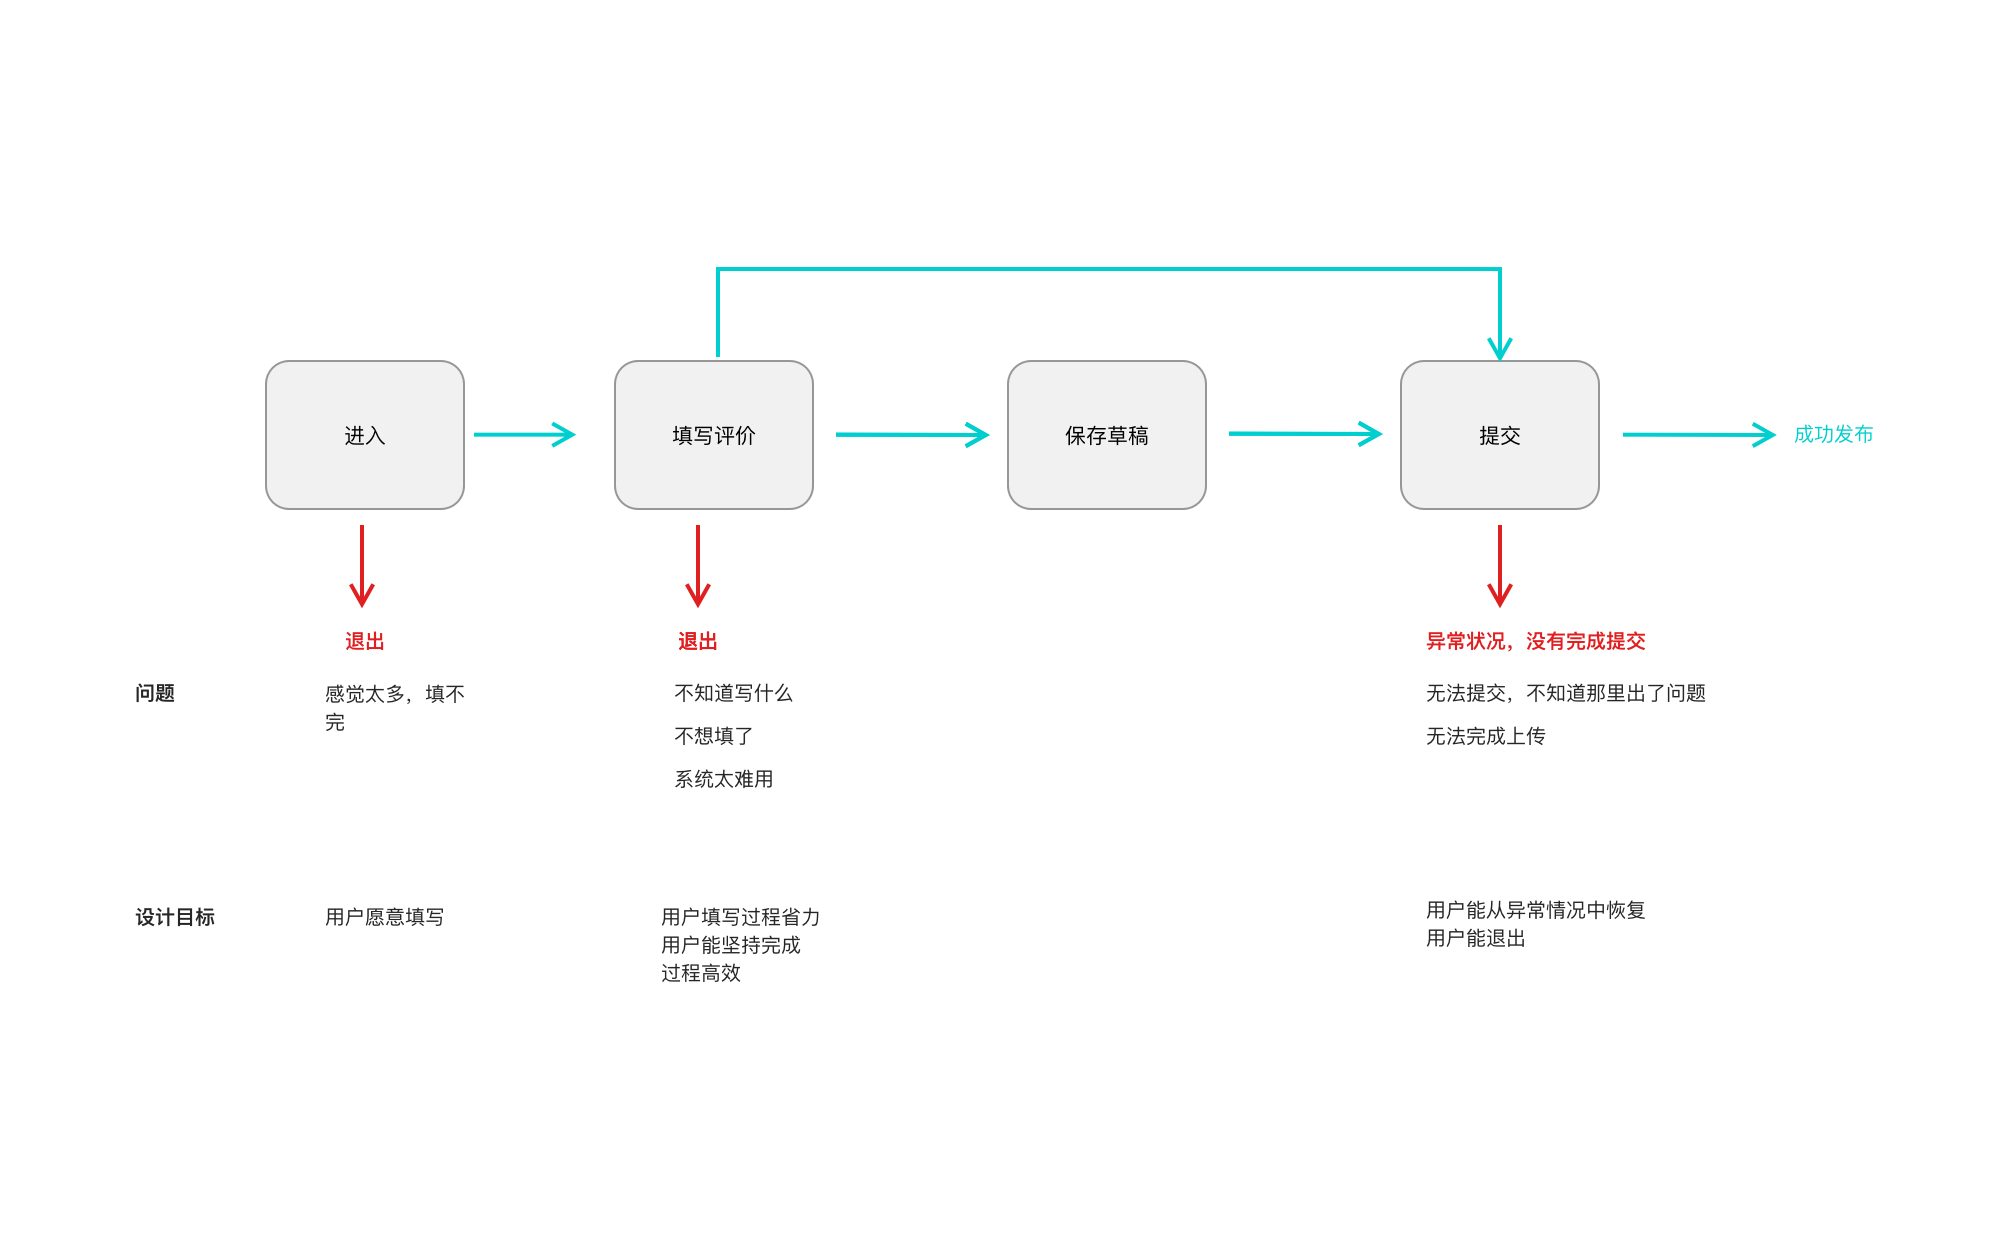 进入
填写评价
保存草稿
提交
成功发布
退出
退出
异常状况，没有完成提交
问题
感觉太多，填不
完
不知道写什么
不想填了
系统太难用
无法提交，不知道那里出了问题
无法完成上传
设计目标
用户愿意填写
用户填写过程省力
用户能坚持完成
过程高效
用户能从异常情况中恢复
用户能退出